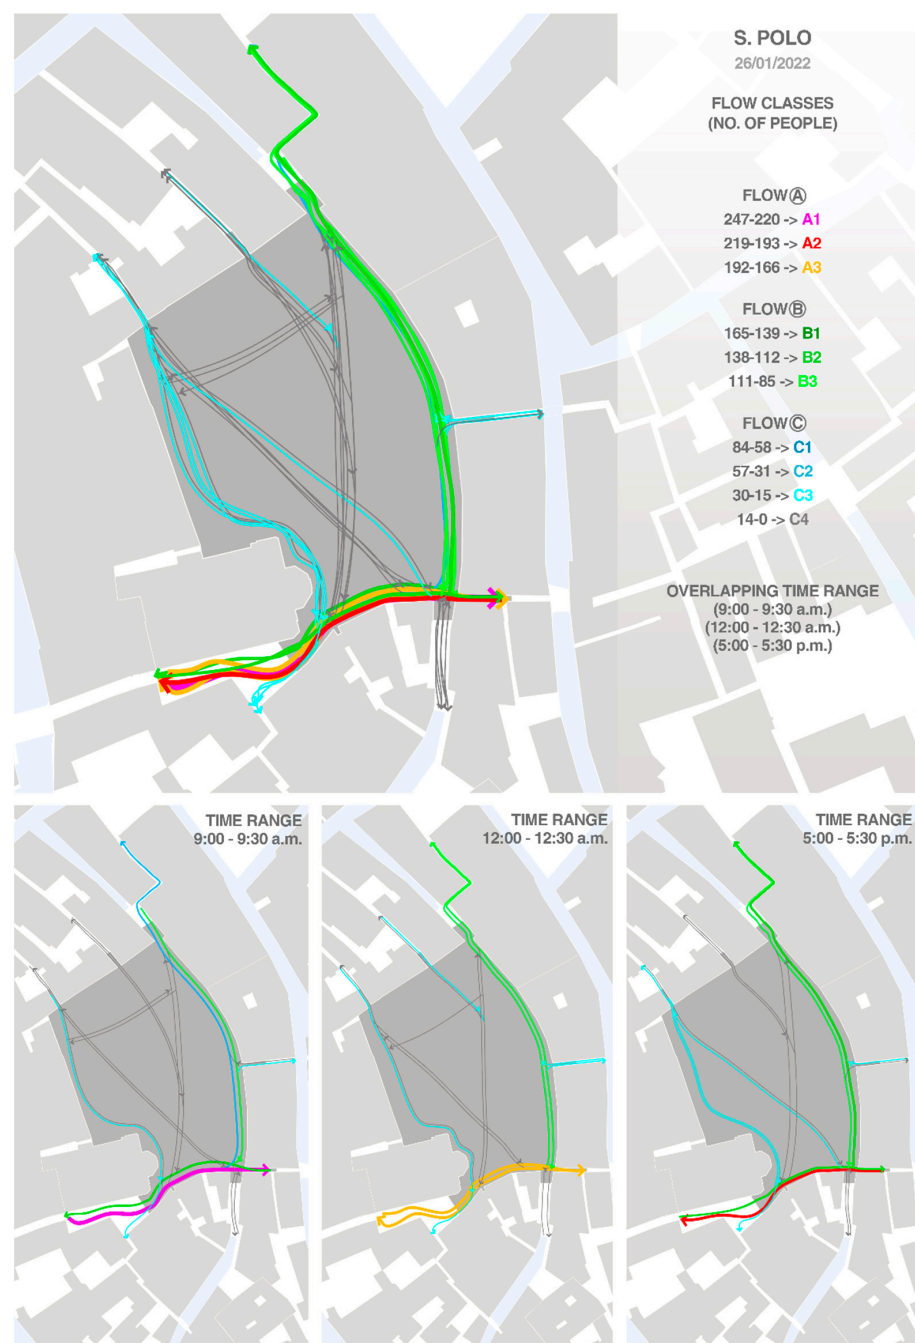 S. POLO
26/01/2022
FLOW CLASSES
(NO. OF PEOPLE)
FLOW Ⓐ
247-220 -> A1
219-193 -> A2
192-166 -> A3
FLOW Ⓑ
165-139 -> B1
138-112 -> B2
111-85 -> B3
FLOW Ⓒ
84-58 -> C1
57-31 -> C2
30-15 -> C3
14-0 -> C4
OVERLAPPING TIME RANGE
(9:00 - 9:30 a.m.)
(12:00 - 12:30 a.m.)
(5:00 - 5:30 p.m.)
TIME RANGE
9:00 - 9:30 a.m.
TIME RANGE
12:00 - 12:30 a.m.
TIME RANGE
5:00 - 5:30 p.m.